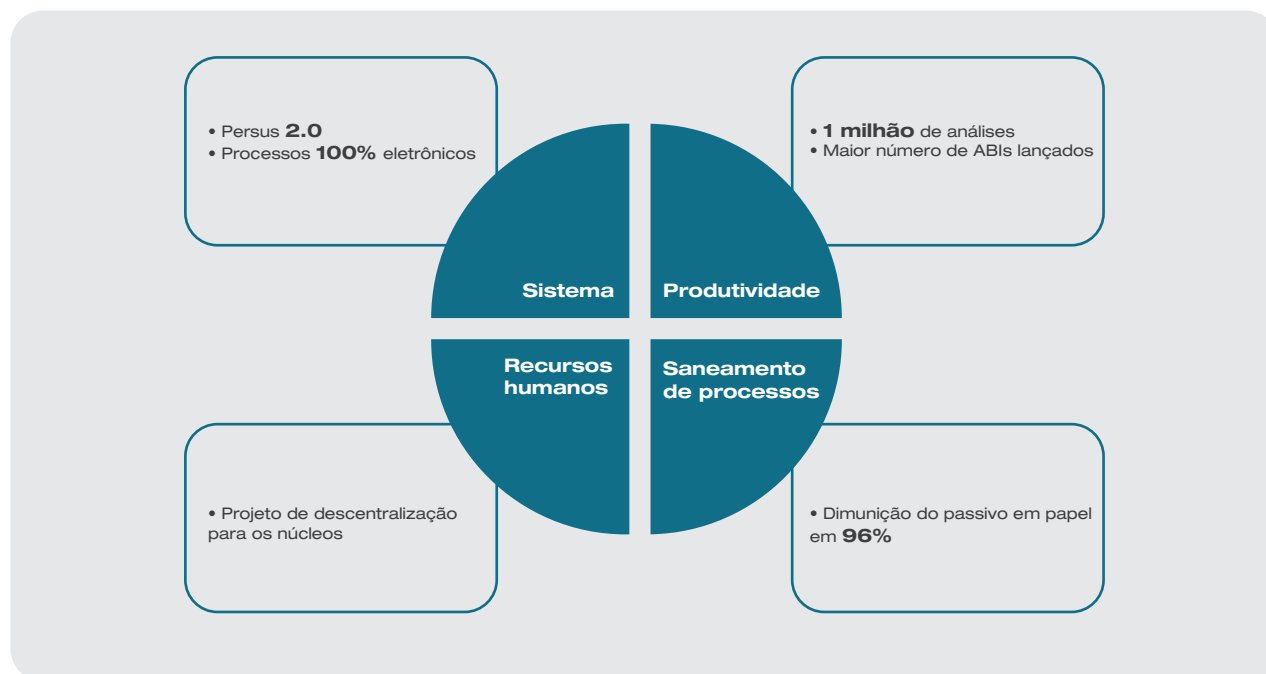 • Persus 2.0
• Processos 100% eletrônicos
• 1 milhão de análises
• Maior número de ABIs lançados
Sistema
Produtividade
Recursos
humanos
Saneamento
de processos
• Projeto de descentralização
para os núcleos
• Dimunição do passivo em papel
em 96%